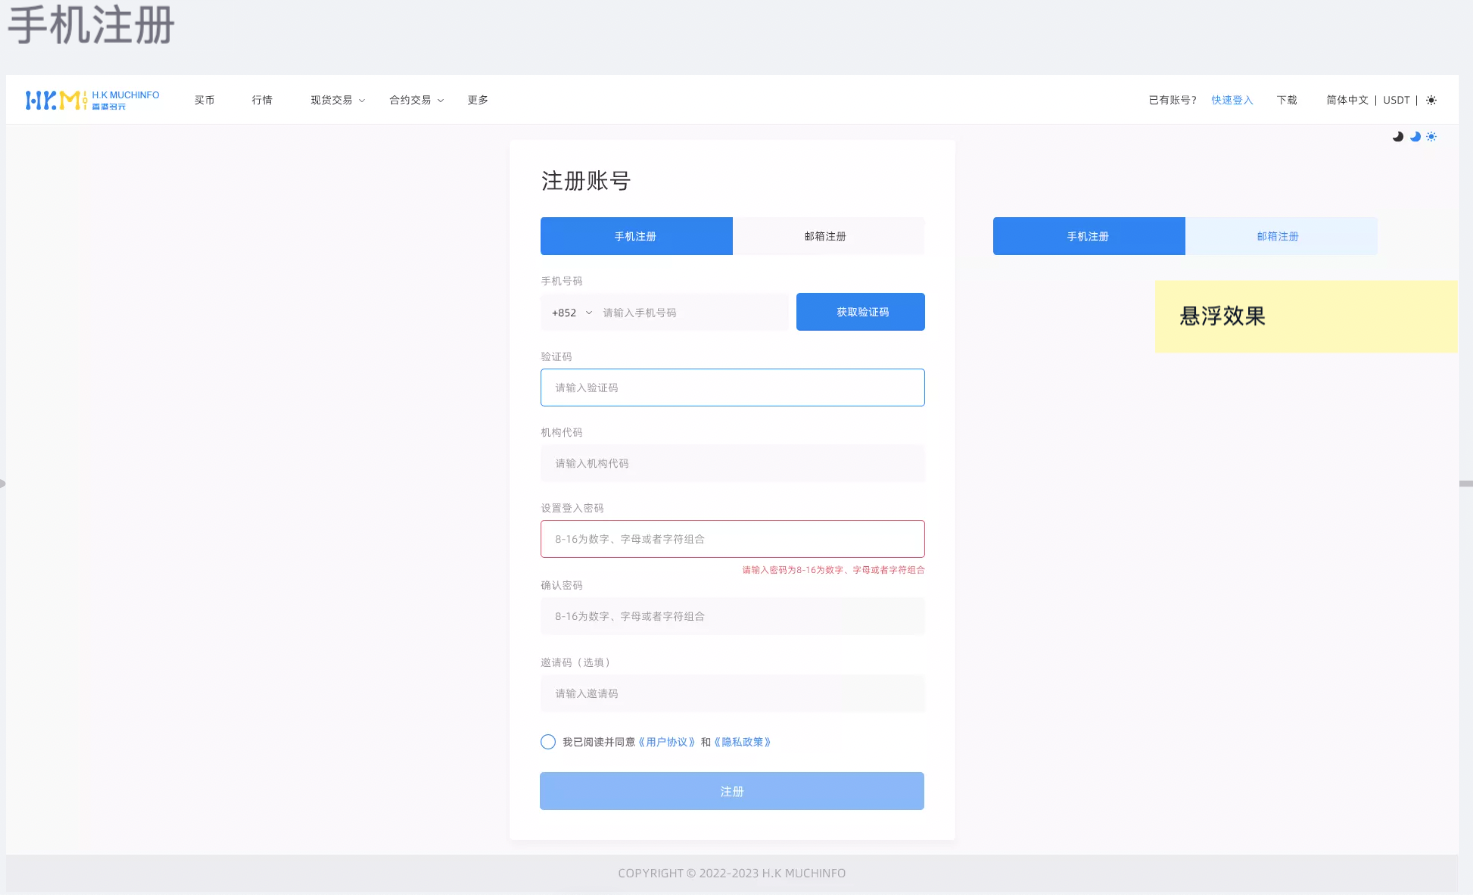 手机注册
HKM H.K MUCHINFO
香港多元
买币 行情 现货交易 合约交易 更多 已有账号? 快速登入 下载 简体中文 | USDT |
注册账号
手机注册 邮箱注册
手机注册 邮箱注册
手机号码
+852 请输入手机号码 获取验证码
悬浮效果
验证码
请输入验证码
机构代码
请输入机构代码
设置登入密码
8-16为数字、字母或者字符组合
请输入密码为8-16为数字、字母或者字符组合
确认密码
8-16为数字、字母或者字符组合
邀请码（选填）
请输入邀请码
我已阅读并同意《用户协议》 和《隐私政策》
注册
COPYRIGHT © 2022-2023 H.K MUCHINFO